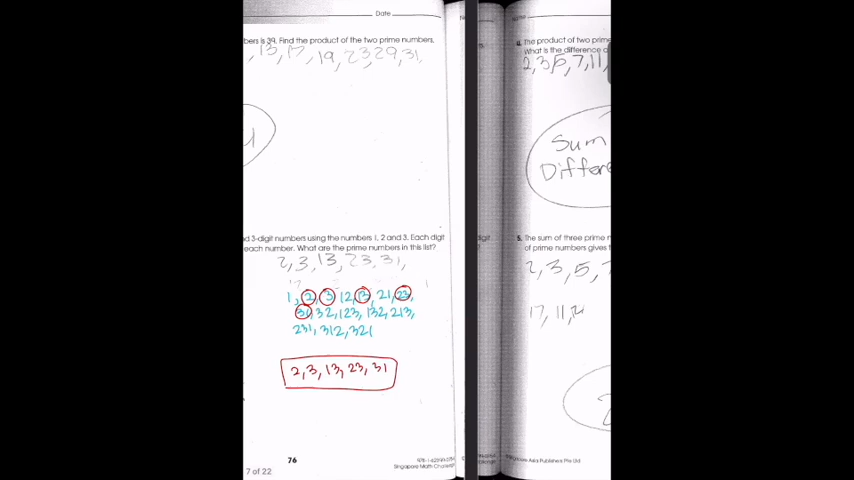 Date
bers is 39. Find the product of the two prime numbers.
13, 17, 19, 23, 29, 31,
d 3-digit numbers using the numbers 1, 2 and 3. Each digit
each number. What are the prime numbers in this list?
2, 3, 13, 23, 31,
1, 2, 3, 12, 13, 21, 23,
31, 32, 123, 132, 213,
231, 312, 321
2, 3, 13, 23, 31
76
Singapore Math Challenge
7 of 22
Name
4. The product of two prime
What is the difference
2, 3, 5, 7, 11,
Sum
Differe
digit
5. The sum of three prime
of prime numbers gives
2, 3, 5, 7
17, 11,
Asia Publishers Pte Ltd